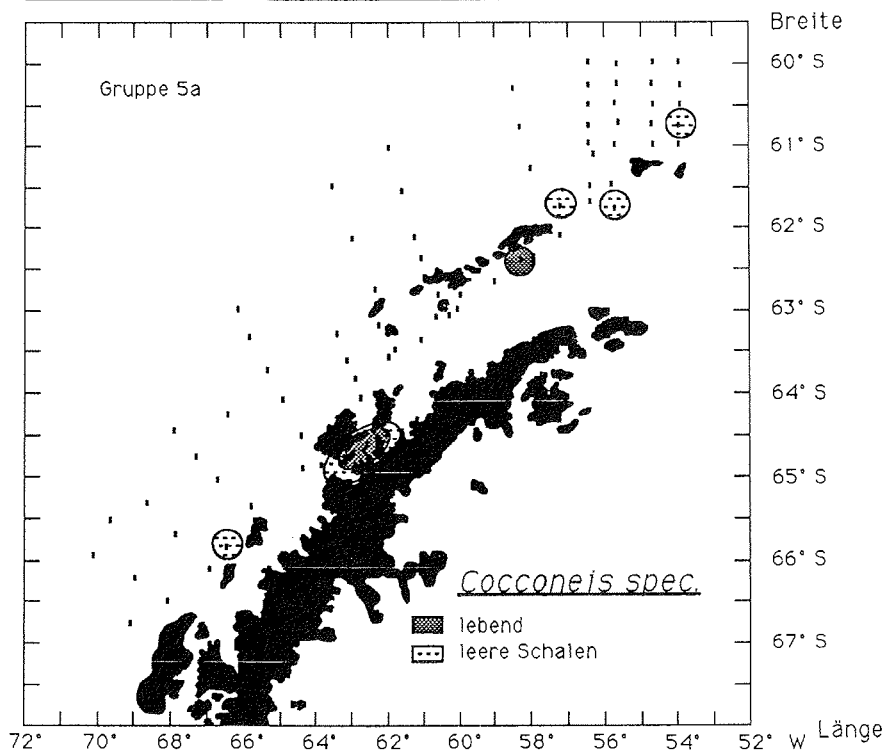 Breite
Gruppe 5a
60° S
61° S
62° S
63° S
64° S
65° S
66° S
67° S
Cocconeis spec.
lebend
leere Schalen
72° 70° 68° 66° 64° 62° 60° 58° 56° 54° 52° W Länge